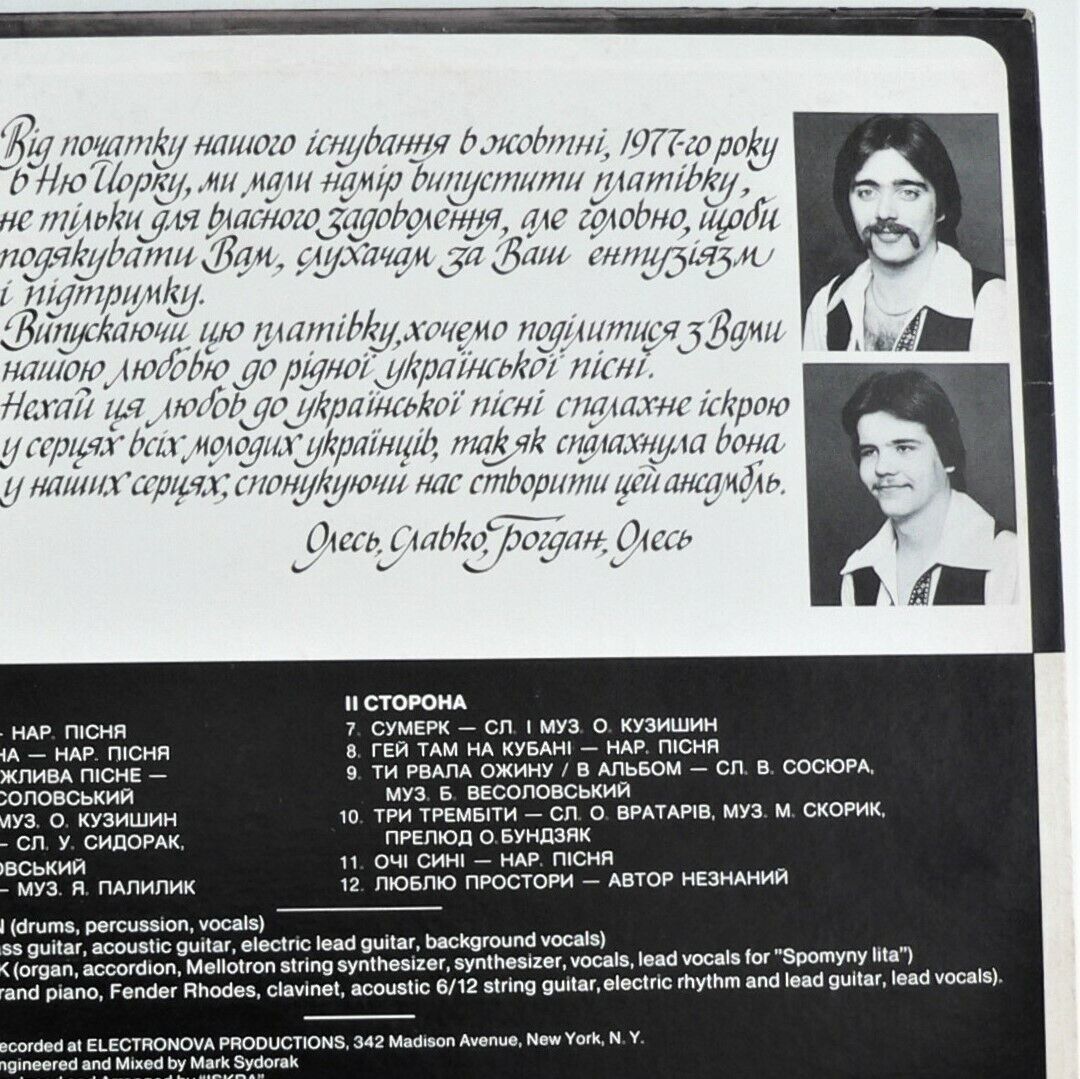 Від початку нашого існування в жовтні, 1977-го року
в Ню Йорку, ми мали намір випустити платівку,
не тільки для власного задоволення, але головно, щоби
подякувати Вам, слухачам за Ваш ентузіязм
і підтримку.
Випускаючи цю платівку, хочемо поділитися з Вами
нашою любовю до рідної української пісні.
Нехай ця любов до української пісні спалахне іскрою
у серцях всіх молодих українців, так як спалахнула вона
у наших серцях, спонукуючи нас створити цей ансамбль.
Олесь, Славко, Богдан, Олесь
— НАР. ПІСНЯ
НА — НАР. ПІСНЯ
ЖЛИВА ПІСНЕ —
ЕСОЛОВСЬКИЙ
МУЗ. О. КУЗИШИН
— СЛ. У. СИДОРАК,
ОВСЬКИЙ
— МУЗ. Я. ПАЛИЛИК
II СТОРОНА
7. СУМЕРК — СЛ. І МУЗ. О. КУЗИШИН
8. ГЕЙ ТАМ НА КУБАНІ — НАР. ПІСНЯ
9. ТИ РВАЛА ОЖИНУ / В АЛЬБОМ — СЛ. В. СОСЮРА,
МУЗ. Б. ВЕСОЛОВСЬКИЙ
10. ТРИ ТРЕМБІТИ — СЛ. О. ВРАТАРІВ, МУЗ. М. СКОРИК,
ПРЕЛЮД О. БУНДЗЯК
11. ОЧІ СИНІ — НАР. ПІСНЯ
12. ЛЮБЛЮ ПРОСТОРИ — АВТОР НЕЗНАНИЙ
N (drums, percussion, vocals)
ass guitar, acoustic guitar, electric lead guitar, background vocals)
K (organ, accordion, Mellotron string synthesizer, synthesizer, vocals, lead vocals for "Spomyny lita")
rand piano, Fender Rhodes, clavinet, acoustic 6/12 string guitar, electric rhythm and lead guitar, lead vocals).
ecorded at ELECTRONOVA PRODUCTIONS, 342 Madison Avenue, New York, N. Y.
ngineered and Mixed by Mark Sydorak